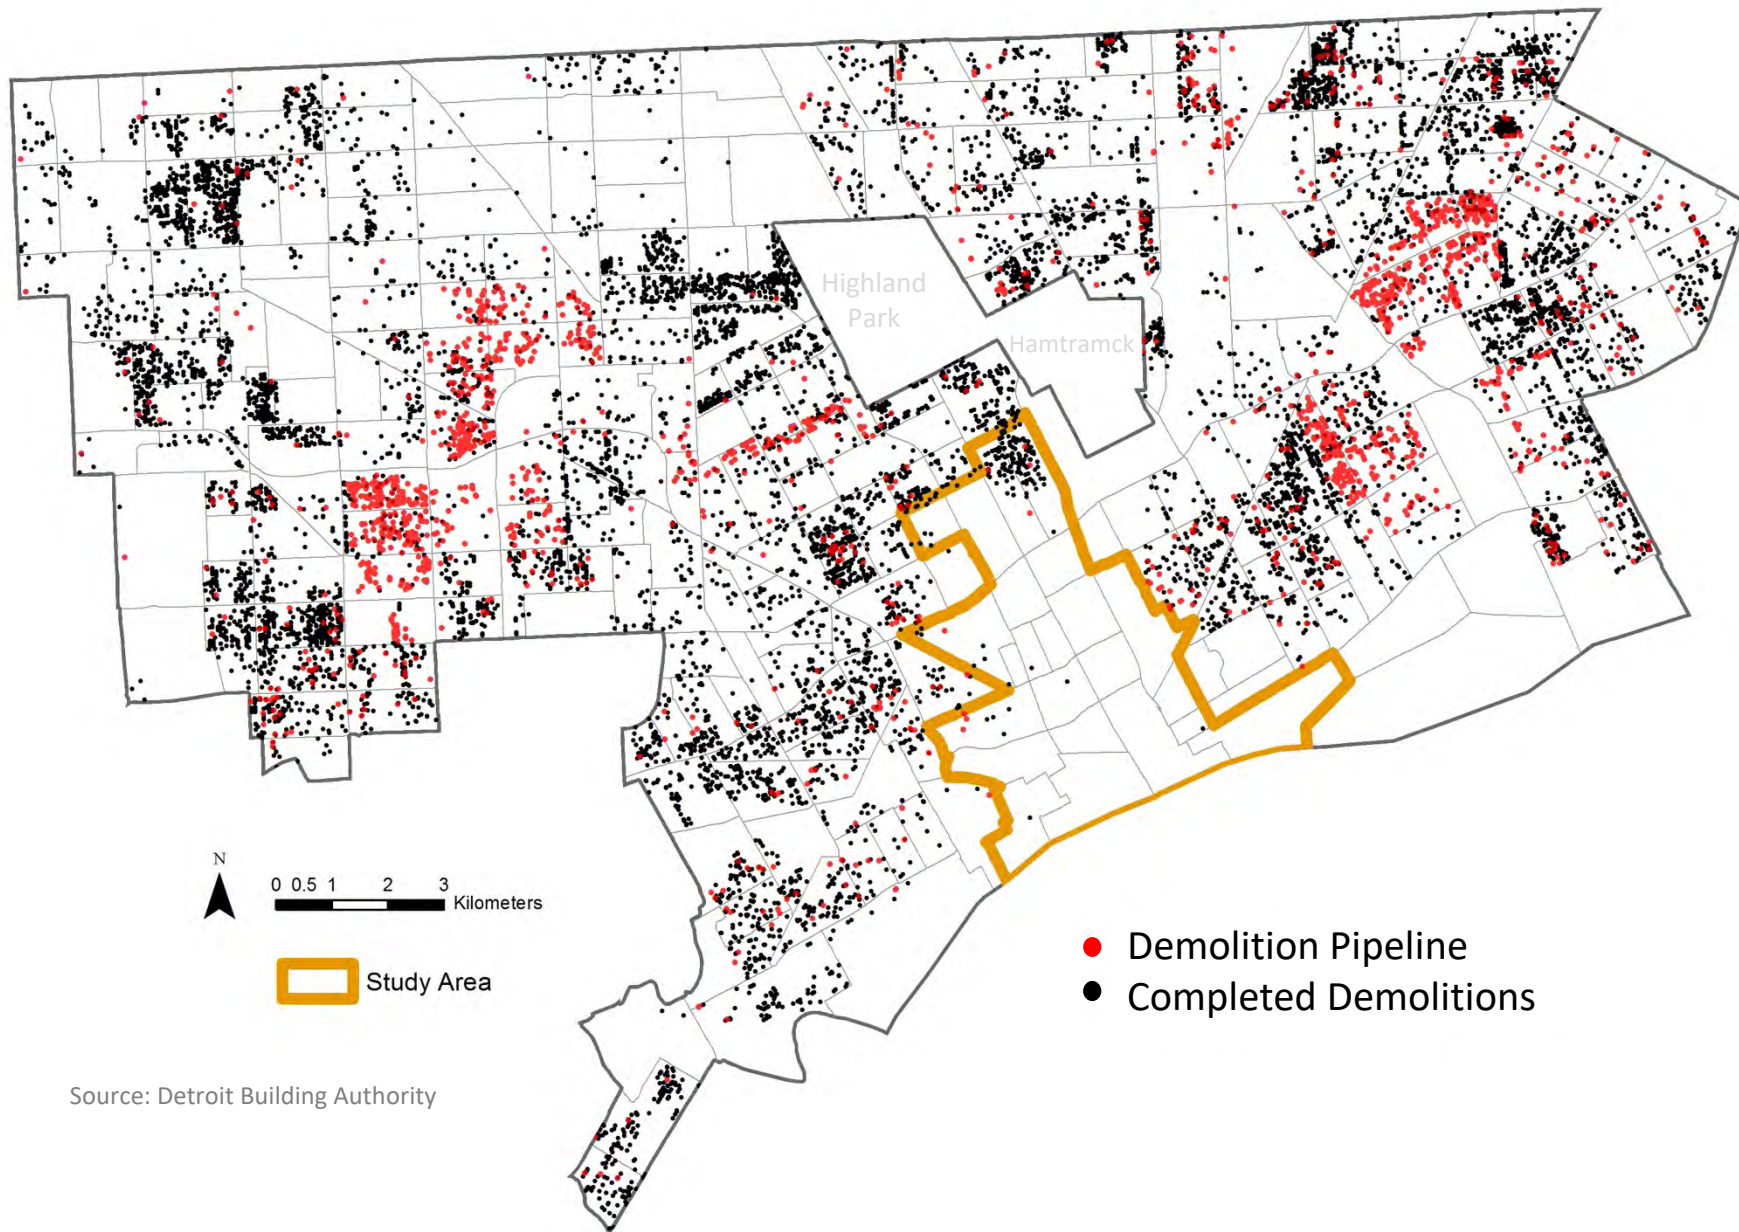 Highland
Park
Hamtramck
N
0 0.5 1 2 3
Kilometers
Study Area
Demolition Pipeline
Completed Demolitions
Source: Detroit Building Authority